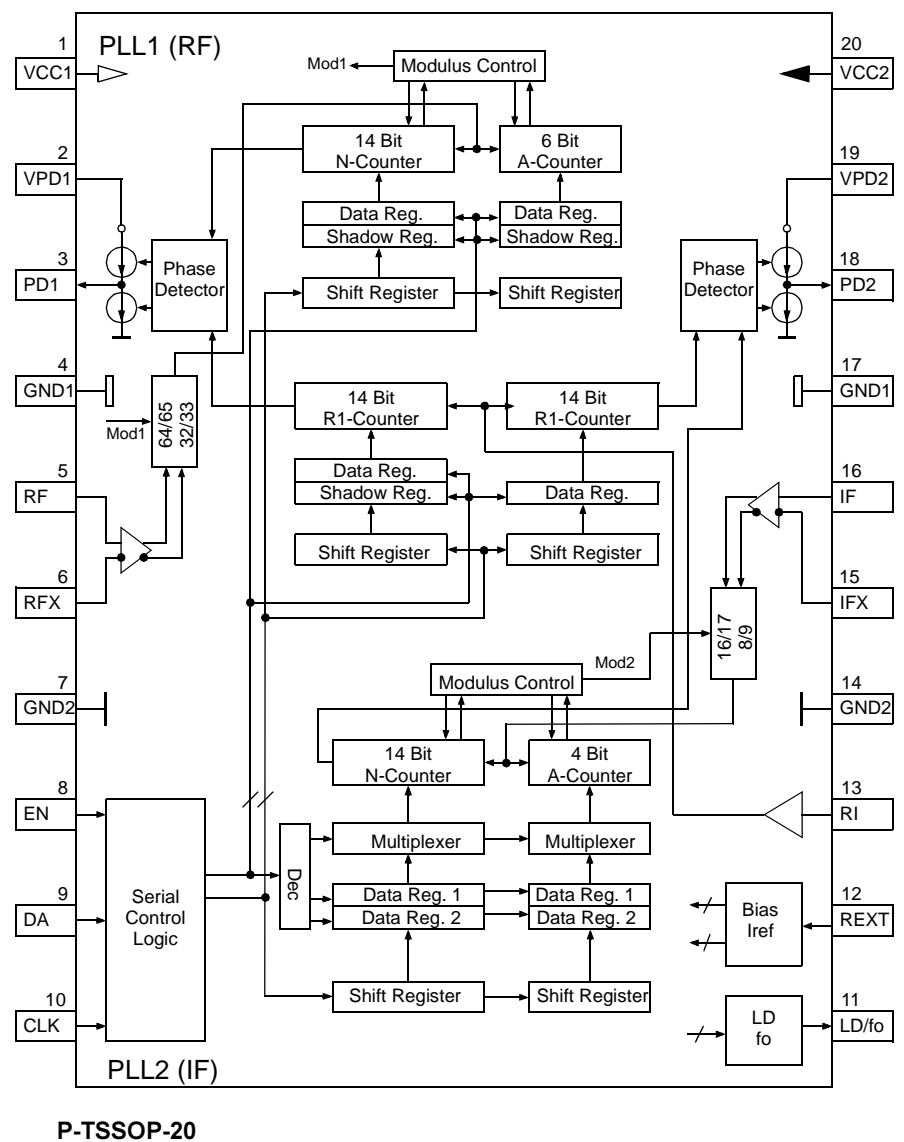 PLL1 (RF)
1
VCC1
20
VCC2
Mod1
Modulus Control
14 Bit
N-Counter
6 Bit
A-Counter
2
VPD1
19
VPD2
Data Reg.
Shadow Reg.
Data Reg.
Shadow Reg.
3
PD1
Phase
Detector
Shift Register
Shift Register
Phase
Detector
18
PD2
4
GND1
17
GND1
Mod1
64/65
32/33
14 Bit
R1-Counter
14 Bit
R1-Counter
5
RF
16
IF
Data Reg.
Shadow Reg.
Data Reg.
Shift Register
Shift Register
6
RFX
15
IFX
16/17
8/9
Mod2
Modulus Control
7
GND2
14
GND2
14 Bit
N-Counter
4 Bit
A-Counter
8
EN
13
RI
Multiplexer
Multiplexer
Dec
9
DA
Serial
Control
Logic
Data Reg. 1
Data Reg. 2
Data Reg. 1
Data Reg. 2
Bias
Iref
12
REXT
10
CLK
Shift Register
Shift Register
LD
fo
11
LD/fo
PLL2 (IF)
P-TSSOP-20